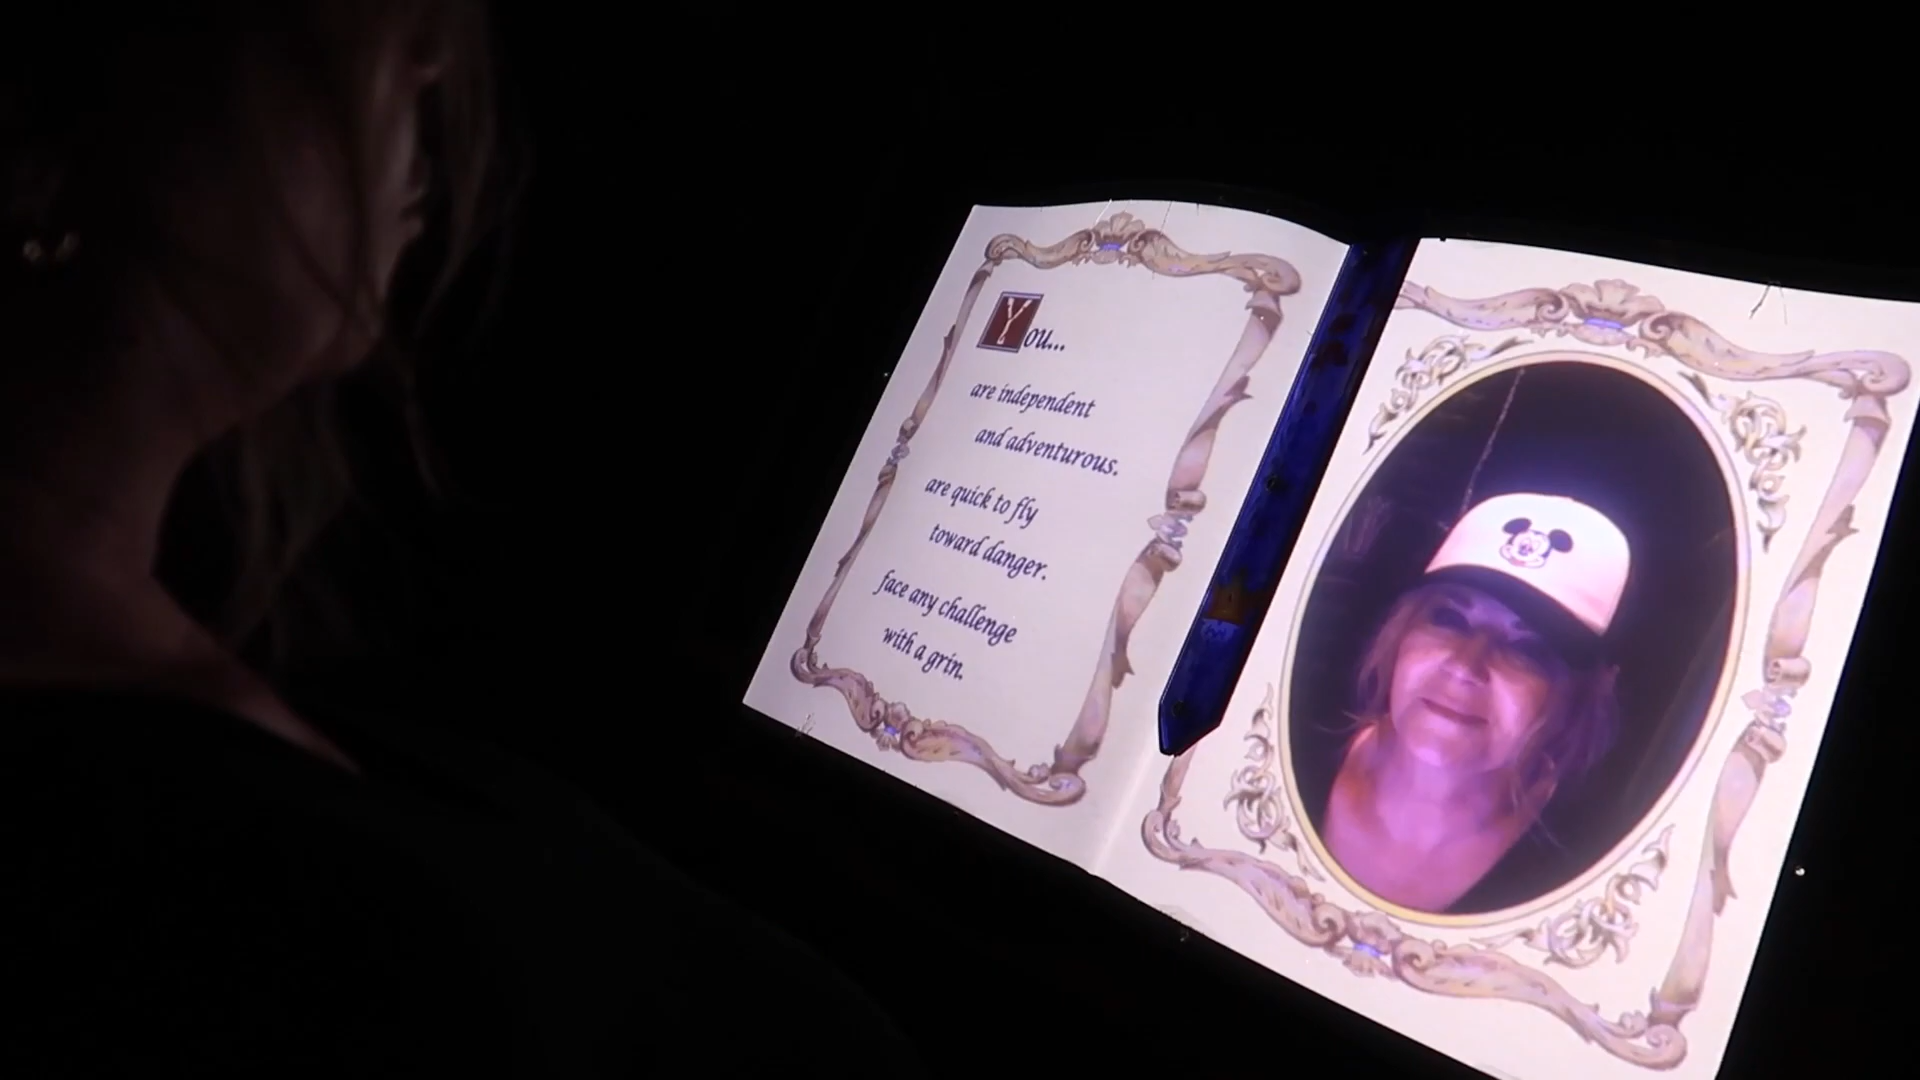 You...
are independent
and adventurous.
are quick to fly
toward danger.
face any challenge
with a grin.